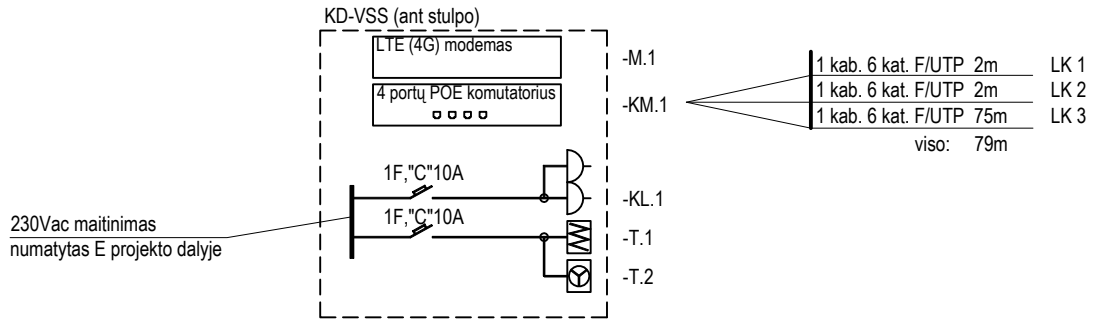 KD-VSS (ant stulpo)
LTE (4G) modemas
-M.1
4 portų POE komutatorius
-KM.1
1 kab. 6 kat. F/UTP 2m LK 1
1 kab. 6 kat. F/UTP 2m LK 2
1 kab. 6 kat. F/UTP 75m LK 3
viso: 79m
1F,"C"10A
-KL.1
1F,"C"10A
-T.1
-T.2
230Vac maitinimas
numatytas E projekto dalyje